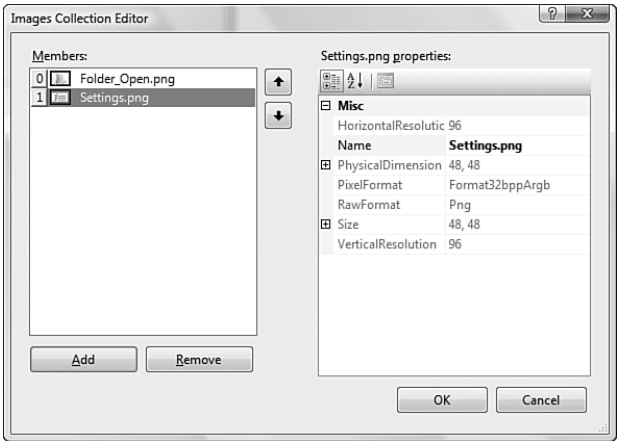 Images Collection Editor
Members:
0 Folder_Open.png
1 Settings.png
Add
Remove
Settings.png properties:
Misc
HorizontalResolutic 96
Name Settings.png
PhysicalDimension 48, 48
PixelFormat Format32bppArgb
RawFormat Png
Size 48, 48
VerticalResolution 96
OK
Cancel